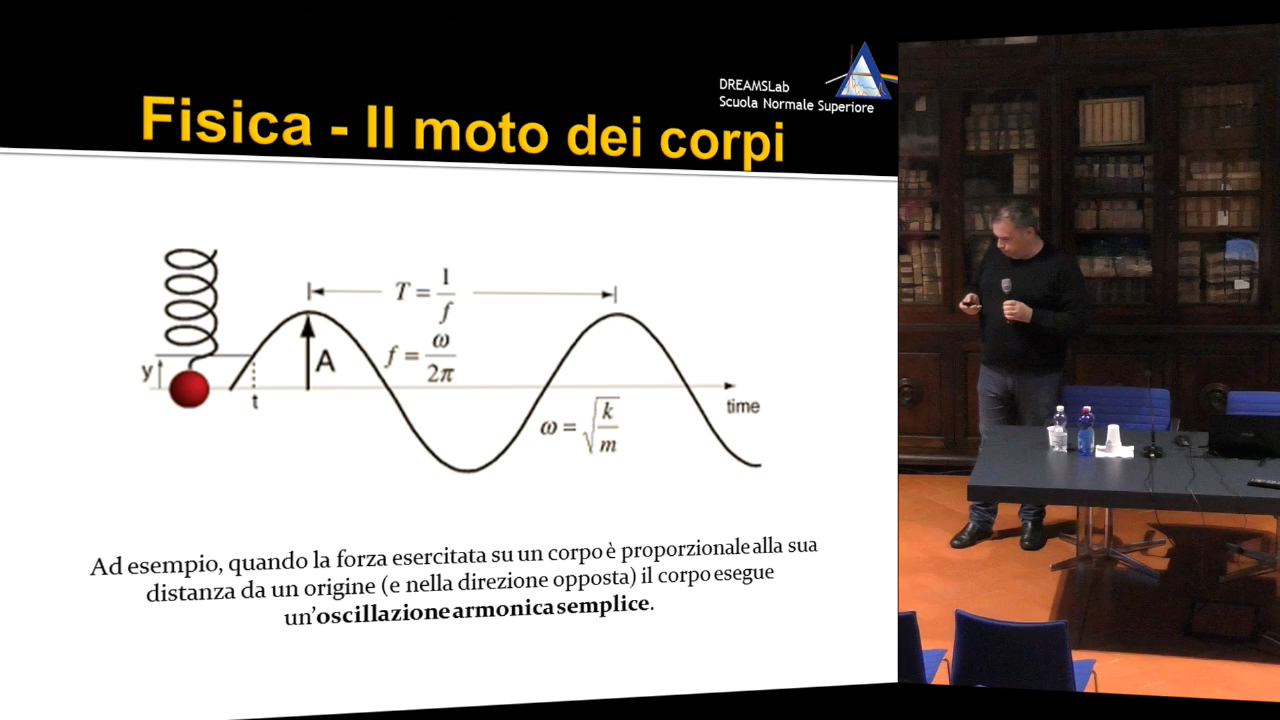 DREAMSLab
Scuola Normale Superiore
Fisica - Il moto dei corpi
T = 1/f
f = ω/2π
A
y
t
time
ω = √(k/m)
Ad esempio, quando la forza esercitata su un corpo è proporzionale alla sua
distanza da un origine (e nella direzione opposta) il corpo esegue
un'oscillazione armonica semplice.